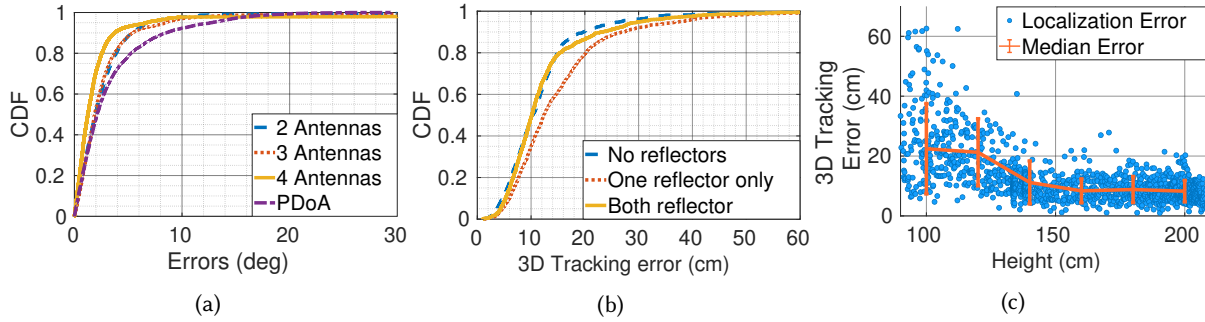 1
0.8
0.6
0.4
0.2
0
CDF
0
10
20
30
Errors (deg)
2 Antennas
3 Antennas
4 Antennas
PDoA
(a)
1
0.8
0.6
0.4
0.2
0
CDF
0
10
20
30
40
50
60
3D Tracking error (cm)
No reflectors
One reflector only
Both reflector
(b)
60
40
20
0
3D Tracking
Error (cm)
100
150
200
Height (cm)
Localization Error
Median Error
(c)